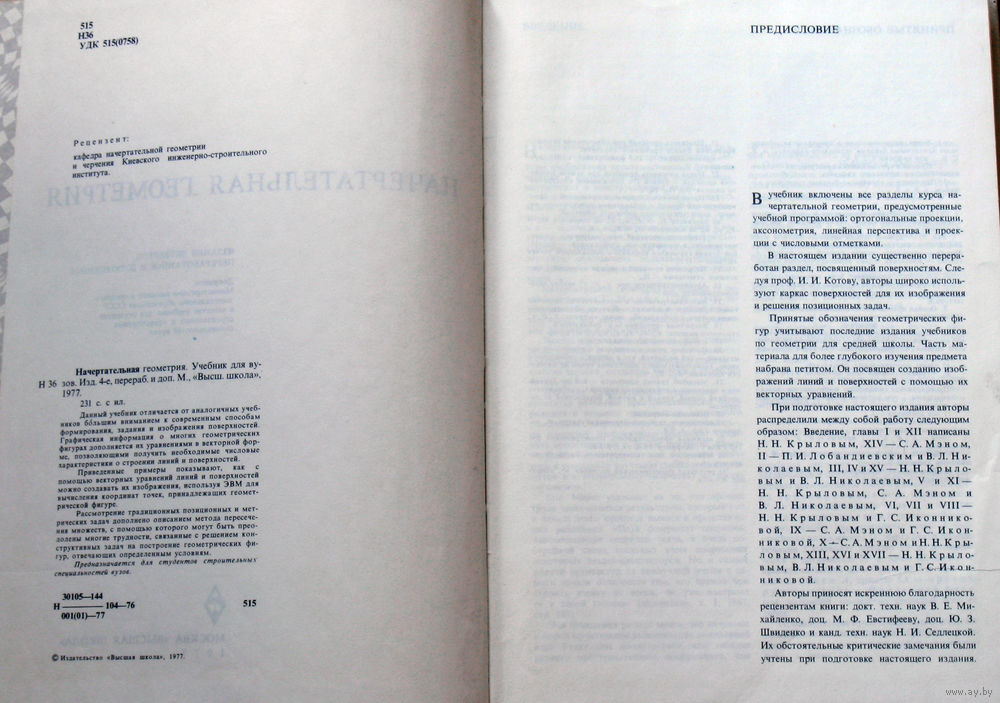 515
Н36
УДК 515(0758)
Рецензент:
кафедра начертательной геометрии
и черчения Киевского инженерно-строительного
института.
Начертательная геометрия. Учебник для ву-
Н 36 зов. Изд. 4-е, перераб. и доп. М., «Высш. школа»,
1977.
231 с. с ил.
Данный учебник отличается от аналогичных учеб-
ников бо́льшим вниманием к современным способам
формирования, задания и изображения поверхностей.
Графическая информация о многих геометрических
фигурах дополняется их уравнениями в векторной фор-
ме, позволяющими получить необходимые числовые
характеристики о строении линий и поверхностей.
Приведенные примеры показывают, как с
помощью векторных уравнений линий и поверхностей
можно создавать их изображения, используя ЭВМ для
вычисления координат точек, принадлежащих геомет-
рической фигуре.
Рассмотрение традиционных позиционных и мет-
рических задач дополнено описанием метода пересече-
ния множеств, с помощью которого могут быть прео-
долены многие трудности, связанные с решением кон-
структивных задач на построение геометрических фи-
гур, отвечающих определенным условиям.
Предназначается для студентов строительных
специальностей вузов.
30105—144
Н ———— 104—76
001(01)—77
515
© Издательство «Высшая школа», 1977.
ПРЕДИСЛОВИЕ
В учебник включены все разделы курса на-
чертательной геометрии, предусмотренные
учебной программой: ортогональные проекции,
аксонометрия, линейная перспектива и проек-
ции с числовыми отметками.
В настоящем издании существенно перера-
ботан раздел, посвященный поверхностям. Сле-
дуя проф. И. И. Котову, авторы широко исполь-
зуют каркас поверхностей для их изображения
и решения позиционных задач.
Принятые обозначения геометрических фи-
гур учитывают последние издания учебников
по геометрии для средней школы. Часть ма-
териала для более глубокого изучения предмета
набрана петитом. Он посвящен созданию изоб-
ражений линий и поверхностей с помощью их
векторных уравнений.
При подготовке настоящего издания авторы
распределили между собой работу следующим
образом: Введение, главы I и XII написаны
Н. Н. Крыловым, XIV — С. А. Мэном,
II — П. И. Лобандиевским и В. Л. Ни-
колаевым, III, IV и XV — Н. Н. Крыло-
вым и В. Л. Николаевым, V и XI—
Н. Н. Крыловым, С. А. Мэном и
В. Л. Николаевым, VI, VII и VIII —
Н. Н. Крыловым и Г. С. Иконнико-
вой, IX — С. А. Мэном и Г. С. Икон-
никовой, X — С. А. Мэном и Н. Н. Кры-
ловым, XIII, XVI и XVII — Н. Н. Крыло-
вым, В. Л. Николаевым и Г. С. Икон-
никовой.
Авторы приносят искреннюю благодарность
рецензентам книги: докт. техн. наук В. Е. Ми-
хайленко, доц. М. Ф. Евстифееву, доц. Ю. З.
Швиденко и канд. техн. наук Н. И. Седлецкой.
Их обстоятельные критические замечания были
учтены при подготовке настоящего издания.
www.ay.by